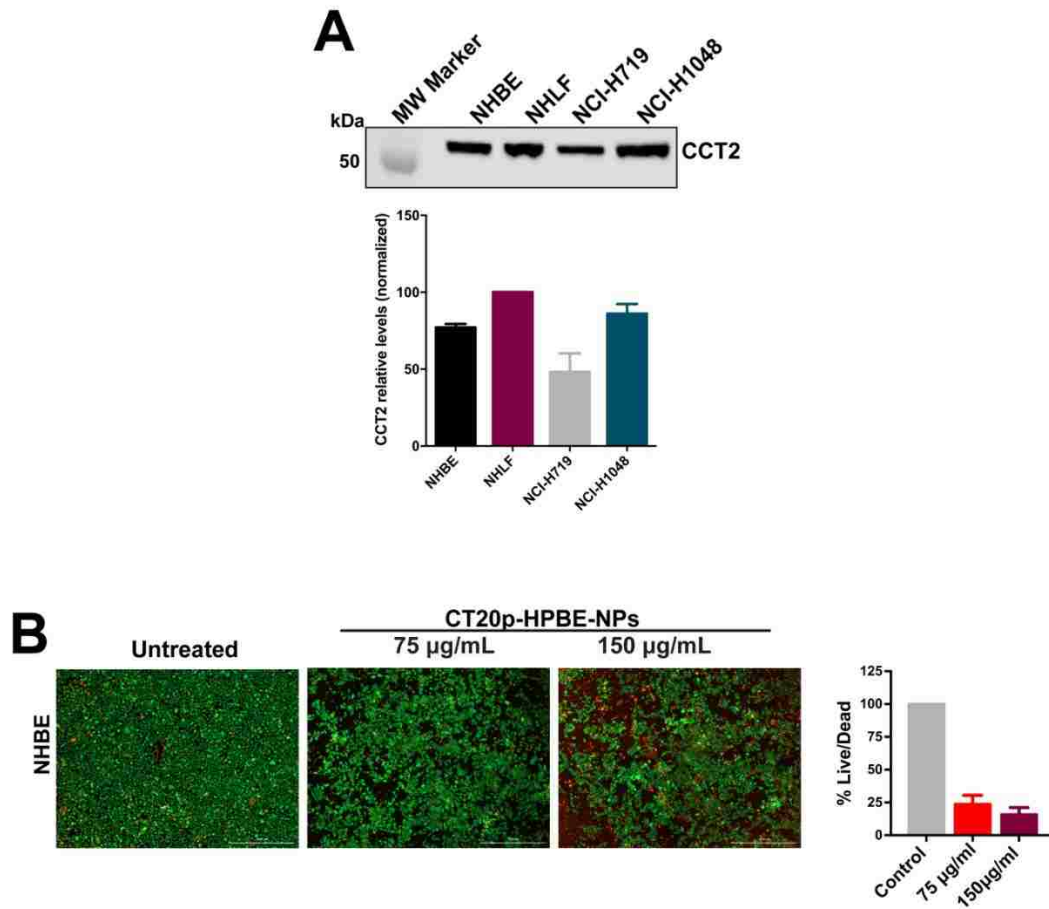 A
MW Marker
NHBE
NHLF
NCI-H719
NCI-H1048
kDa
50
CCT2
CCT2 relative levels (normalized)
150
100
50
0
NHBE
NHLF
NCI-H719
NCI-H1048
B
CT20p-HPBE-NPs
Untreated
75 µg/mL
150 µg/mL
NHBE
% Live/Dead
125
100
75
50
25
0
Control
75 µg/ml
150µg/ml